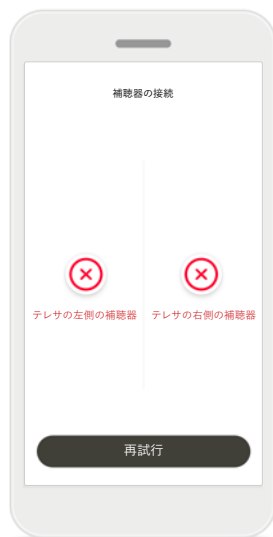 補聴器の接続
テレサの左側の補聴器
テレサの右側の補聴器
再試行